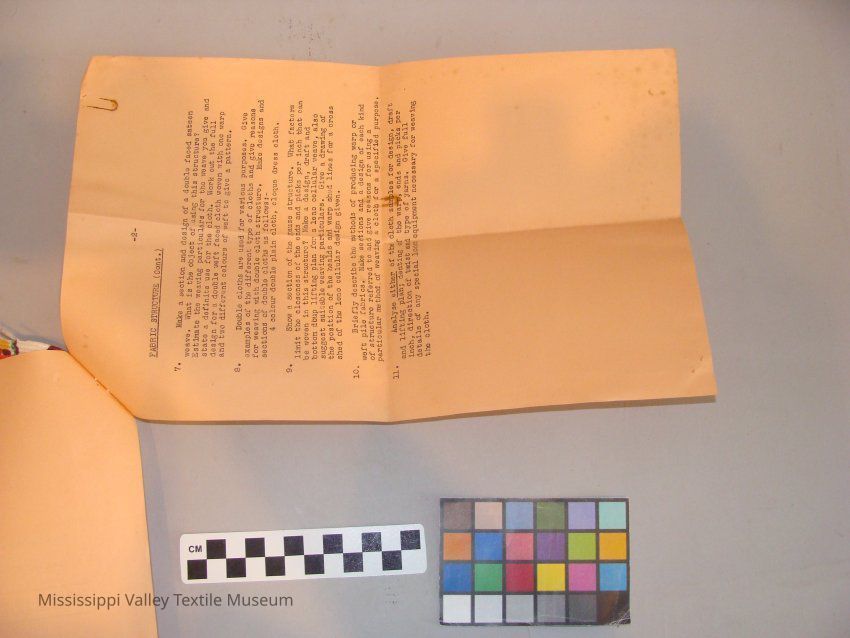 -2-
FABRIC STRUCTURE (Cont.)
7. Make a section and design of a double faced sateen
weave. What is the object of using this structure?
Estimate the weaving particulars for the weave you give and
state a definite use for the cloth. Work out the full
design for a double weft faced cloth woven with one warp
and two different colours of weft to give a pattern.
8. Double cloths are used for various purposes. Give
examples of the different type of cloths and give reasons
for weaving with double cloth structure. Make designs and
sections of double cloths as follows:-
4 colour double plain cloth, cloque dress cloth.
9. Show a section of the gauze structure. What factors
limit the closeness of the ends and picks per inch that can
be woven in this structure? Make a design, draft and
bottom doup lifting plan for a leno cellular weave, also
suggest suitable weaving particulars. Give a drawing of
the position of the healds and warp shed lines for a cross
shed of the leno cellular design given.
10. Briefly describe the methods of producing warp or
weft pile fabrics. Make sections and a design of each kind
of structure referred to and give reasons for using a
particular method of weaving a cloth for a specified purpose.
11. Analyse either of the cloth samples for design, draft
and lifting plan; denting of the warp, ends and picks per
inch, direction of twist and type of yarns. Give full
details of any special loom equipment necessary for weaving
the cloth.
CM
Mississippi Valley Textile Museum